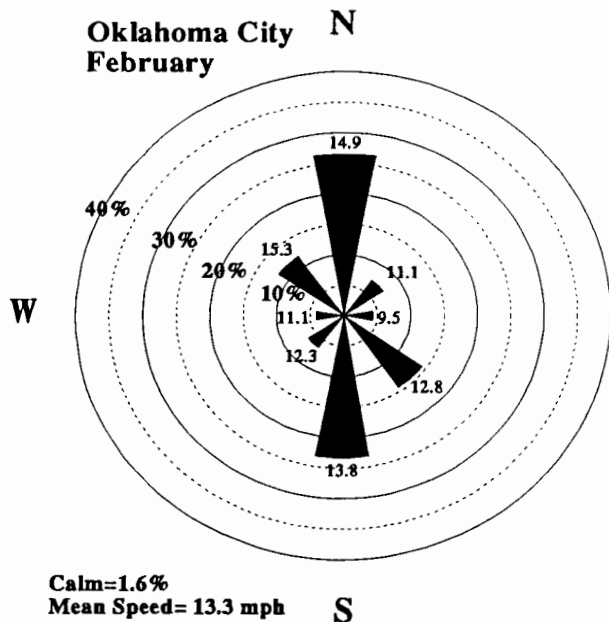 N
Oklahoma City
February
14.9
40%
30%
15.3
20%
11.1
10%
W
11.1
9.5
12.3
12.8
13.8
Calm=1.6%
Mean Speed= 13.3 mph
S